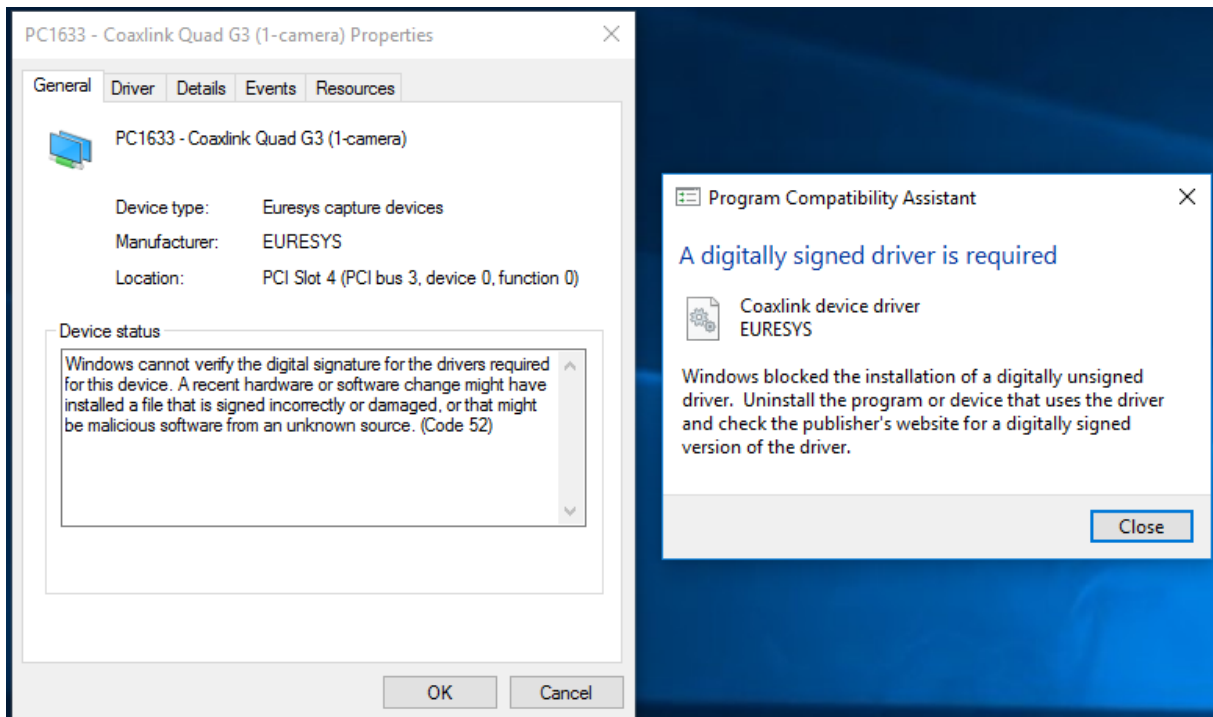 PC1633 - Coaxlink Quad G3 (1-camera) Properties
General Driver Details Events Resources
PC1633 - Coaxlink Quad G3 (1-camera)
Device type: Euresys capture devices
Manufacturer: EURESYS
Location: PCI Slot 4 (PCI bus 3, device 0, function 0)
Device status
Windows cannot verify the digital signature for the drivers required
for this device. A recent hardware or software change might have
installed a file that is signed incorrectly or damaged, or that might
be malicious software from an unknown source. (Code 52)
OK Cancel
Program Compatibility Assistant
A digitally signed driver is required
Coaxlink device driver
EURESYS
Windows blocked the installation of a digitally unsigned
driver. Uninstall the program or device that uses the driver
and check the publisher's website for a digitally signed
version of the driver.
Close